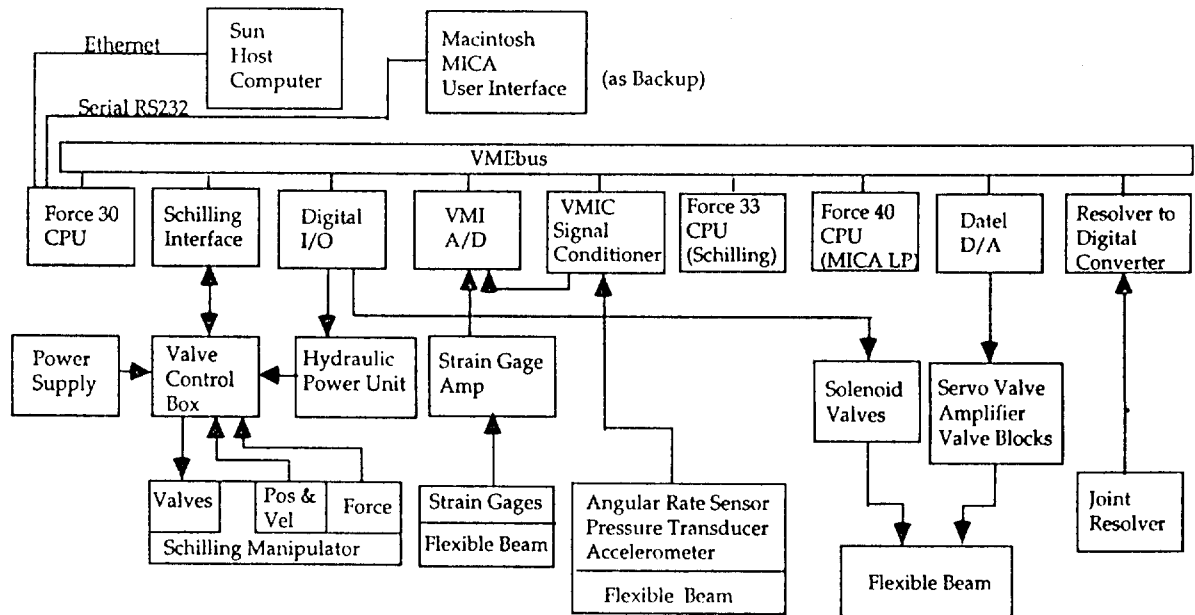 Ethernet
Sun
Host
Computer
Macintosh
MICA
User Interface
(as Backup)
Serial RS232
VMEbus
Force 30
CPU
Schilling
Interface
Digital
I/O
VMI
A/D
VMIC
Signal
Conditioner
Force 33
CPU
(Schilling)
Force 40
CPU
(MICA LP)
Datel
D/A
Resolver to
Digital
Converter
Power
Supply
Valve
Control
Box
Hydraulic
Power Unit
Strain Gage
Amp
Solenoid
Valves
Servo Valve
Amplifier
Valve Blocks
Valves
Pos &
Vel
Force
Schilling Manipulator
Strain Gages
Flexible Beam
Angular Rate Sensor
Pressure Transducer
Accelerometer
Flexible Beam
Flexible Beam
Joint
Resolver